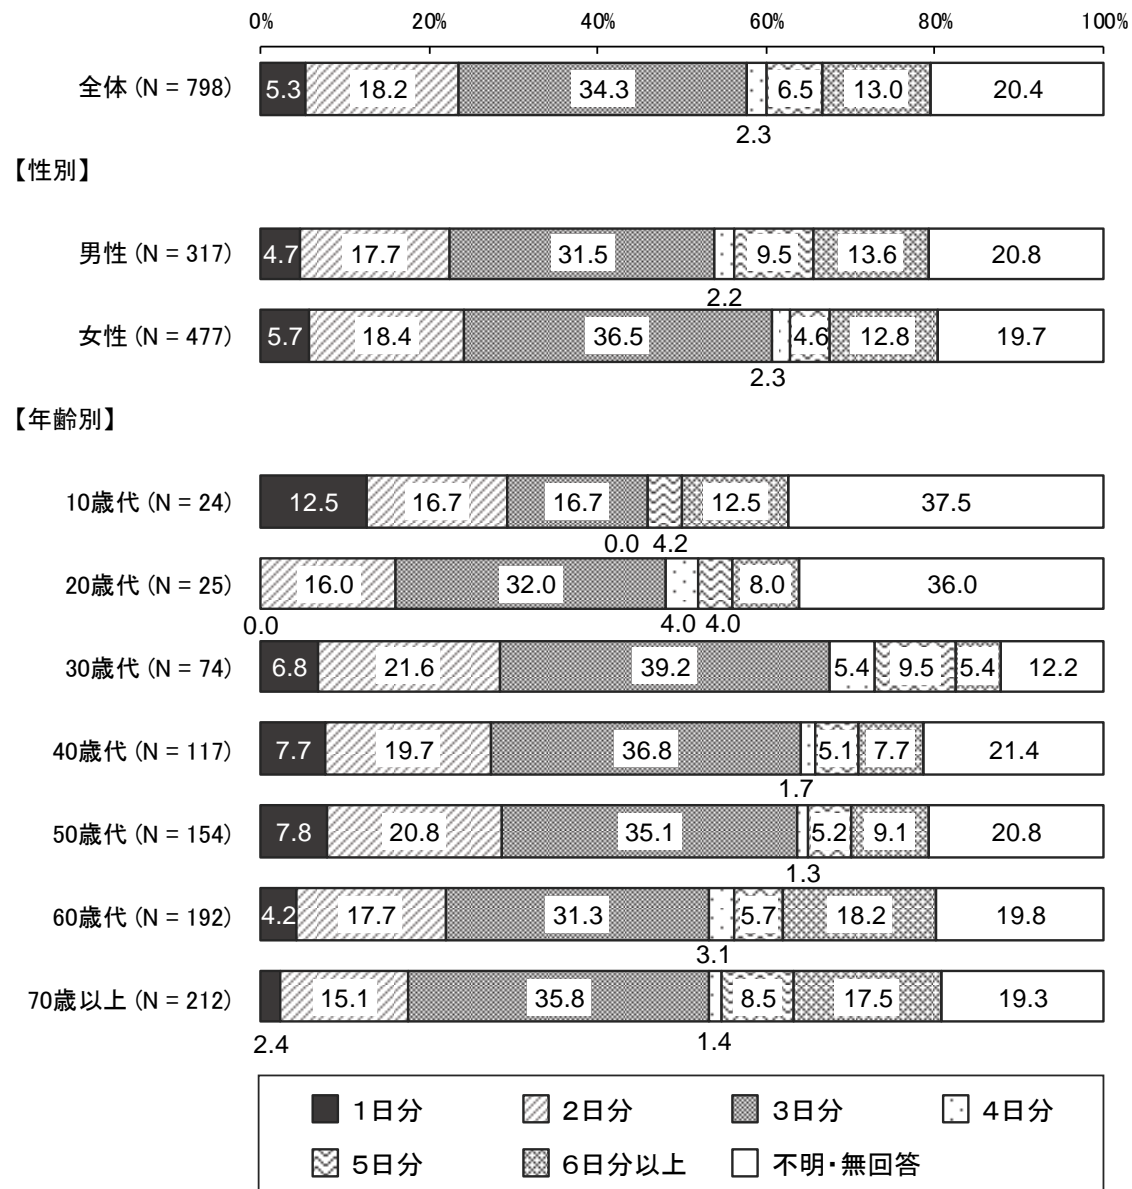 0% 20% 40% 60% 80% 100%
全体 (N = 798) 5.3 18.2 34.3 6.5 13.0 20.4
2.3
【性別】
男性 (N = 317) 4.7 17.7 31.5 9.5 13.6 20.8
2.2
女性 (N = 477) 5.7 18.4 36.5 4.6 12.8 19.7
2.3
【年齢別】
10歳代 (N = 24) 12.5 16.7 16.7 12.5 37.5
0.0 4.2
20歳代 (N = 25) 16.0 32.0 8.0 36.0
0.0 4.0 4.0
30歳代 (N = 74) 6.8 21.6 39.2 5.4 9.5 5.4 12.2
40歳代 (N = 117) 7.7 19.7 36.8 5.1 7.7 21.4
1.7
50歳代 (N = 154) 7.8 20.8 35.1 5.2 9.1 20.8
1.3
60歳代 (N = 192) 4.2 17.7 31.3 5.7 18.2 19.8
3.1
70歳以上 (N = 212) 15.1 35.8 8.5 17.5 19.3
2.4 1.4
1日分 2日分 3日分 4日分
5日分 6日分以上 不明・無回答